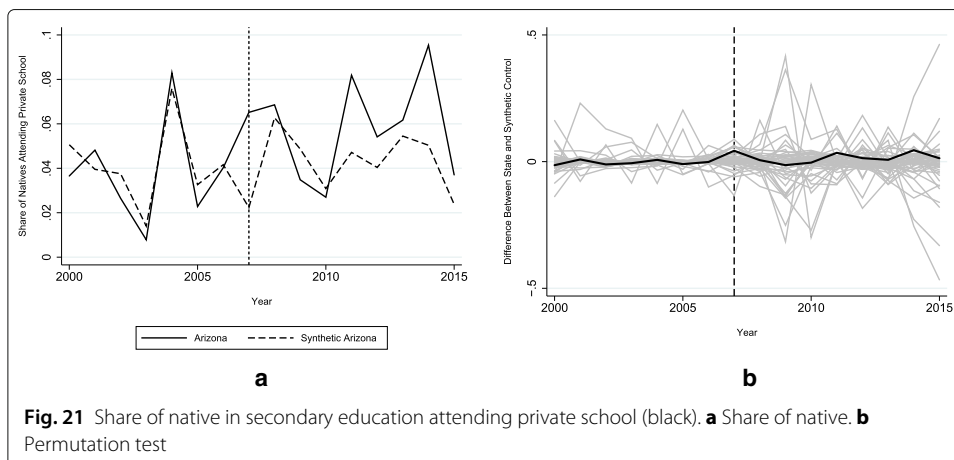 .1
.08
.06
.04
.02
0
Share of Natives Attending Private School
2000
2005
2010
2015
Year
Arizona
Synthetic Arizona
a
.5
0
-.5
Difference Between State and Synthetic Control
2000
2005
2010
2015
Year
b
Fig. 21 Share of native in secondary education attending private school (black). a Share of native. b
Permutation test